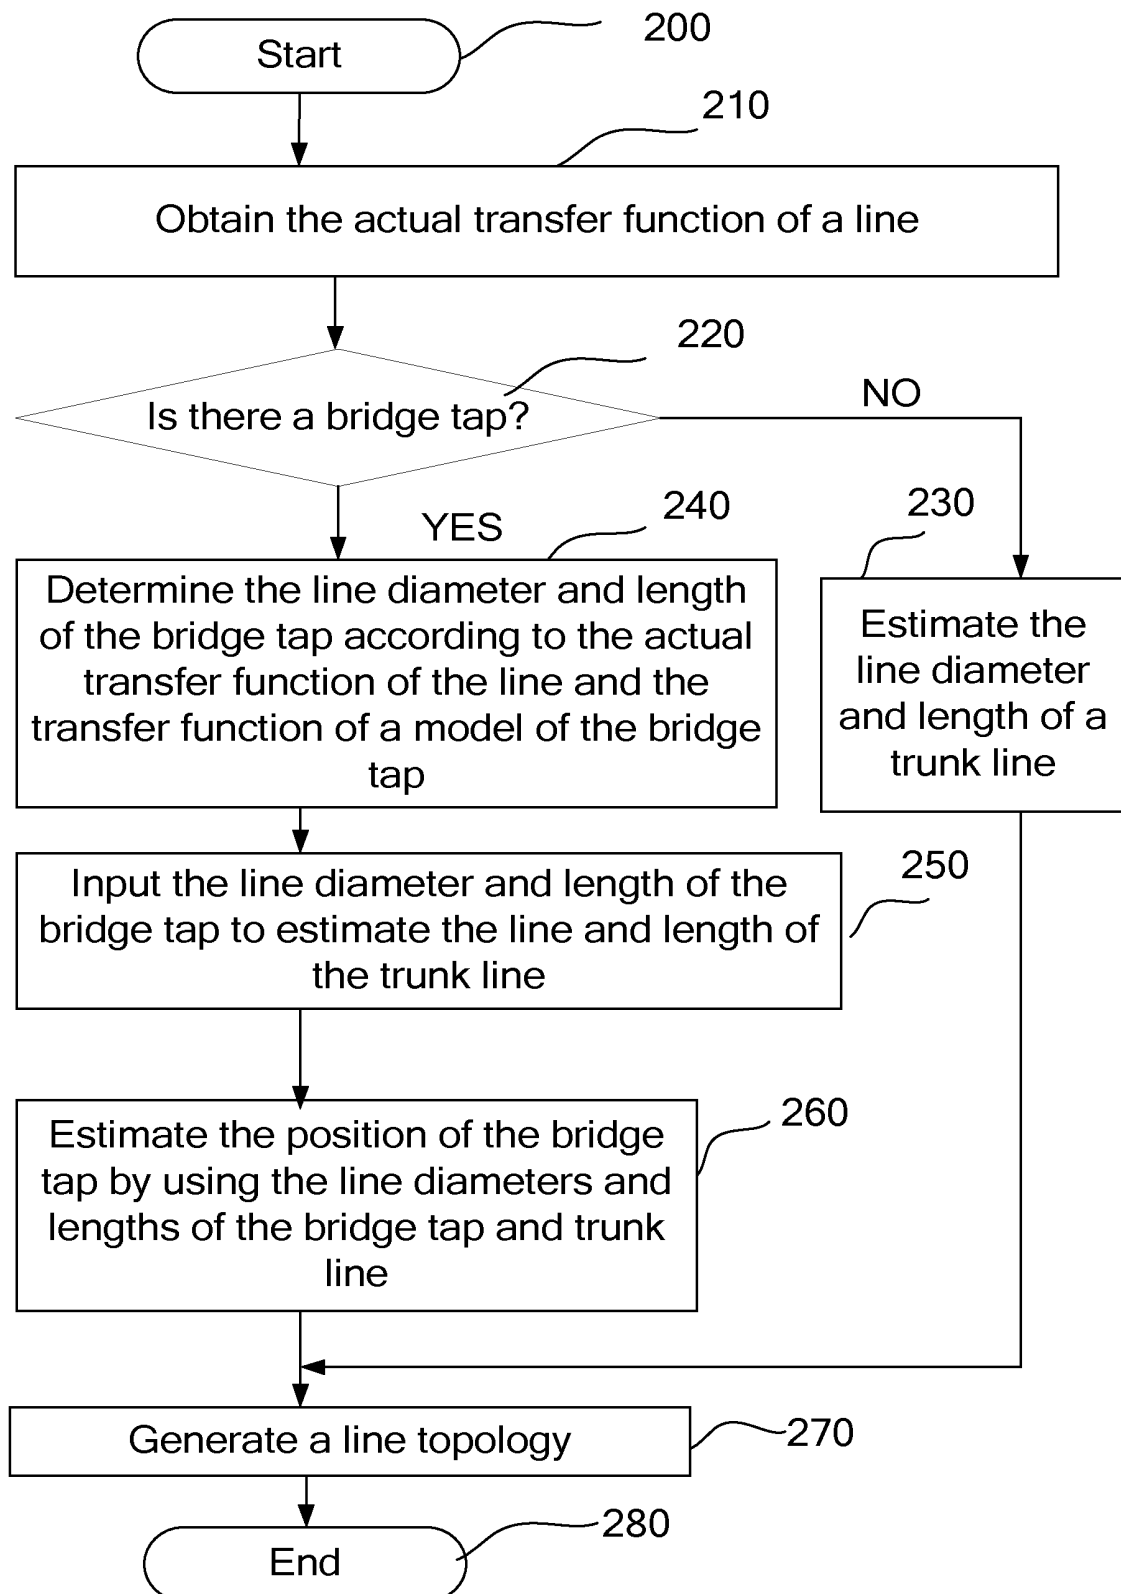 Start
200
210
Obtain the actual transfer function of a line
220
Is there a bridge tap?
NO
YES
240
230
Determine the line diameter and length
of the bridge tap according to the actual
transfer function of the line and the
transfer function of a model of the bridge
tap
Estimate the
line diameter
and length of a
trunk line
250
Input the line diameter and length of the
bridge tap to estimate the line and length of
the trunk line
260
Estimate the position of the bridge
tap by using the line diameters and
lengths of the bridge tap and trunk
line
270
Generate a line topology
280
End